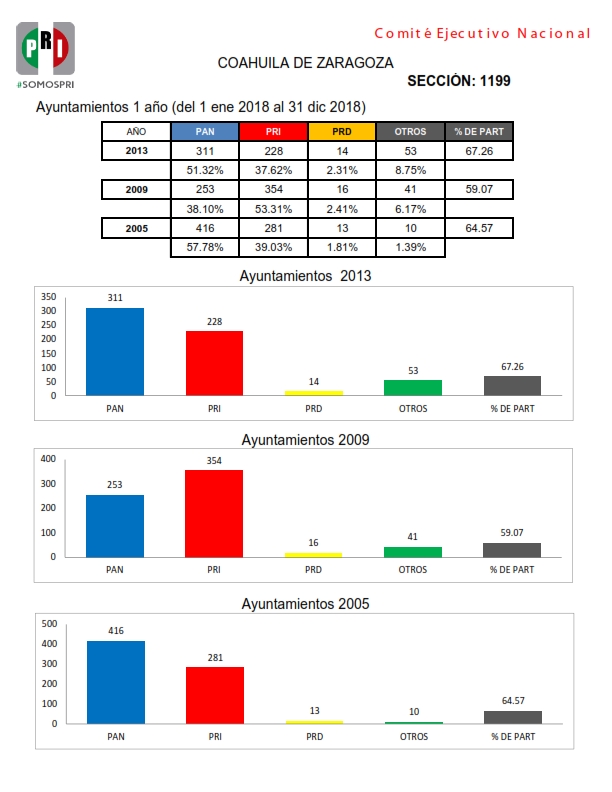 Comité Ejecutivo Nacional
PRI
#SOMOSPRI
COAHUILA DE ZARAGOZA
SECCIÓN: 1199
Ayuntamientos 1 año (del 1 ene 2018 al 31 dic 2018)
AÑO PAN PRI PRD OTROS % DE PART
2013 311 228 14 53 67.26
51.32% 37.62% 2.31% 8.75%
2009 253 354 16 41 59.07
38.10% 53.31% 2.41% 6.17%
2005 416 281 13 10 64.57
57.78% 39.03% 1.81% 1.39%
Ayuntamientos 2013
350
300
250
200
150
100
50
0
311
228
14
53
67.26
PAN PRI PRD OTROS % DE PART
Ayuntamientos 2009
400
300
200
100
0
253
354
16
41
59.07
PAN PRI PRD OTROS % DE PART
Ayuntamientos 2005
500
400
300
200
100
0
416
281
13
10
64.57
PAN PRI PRD OTROS % DE PART